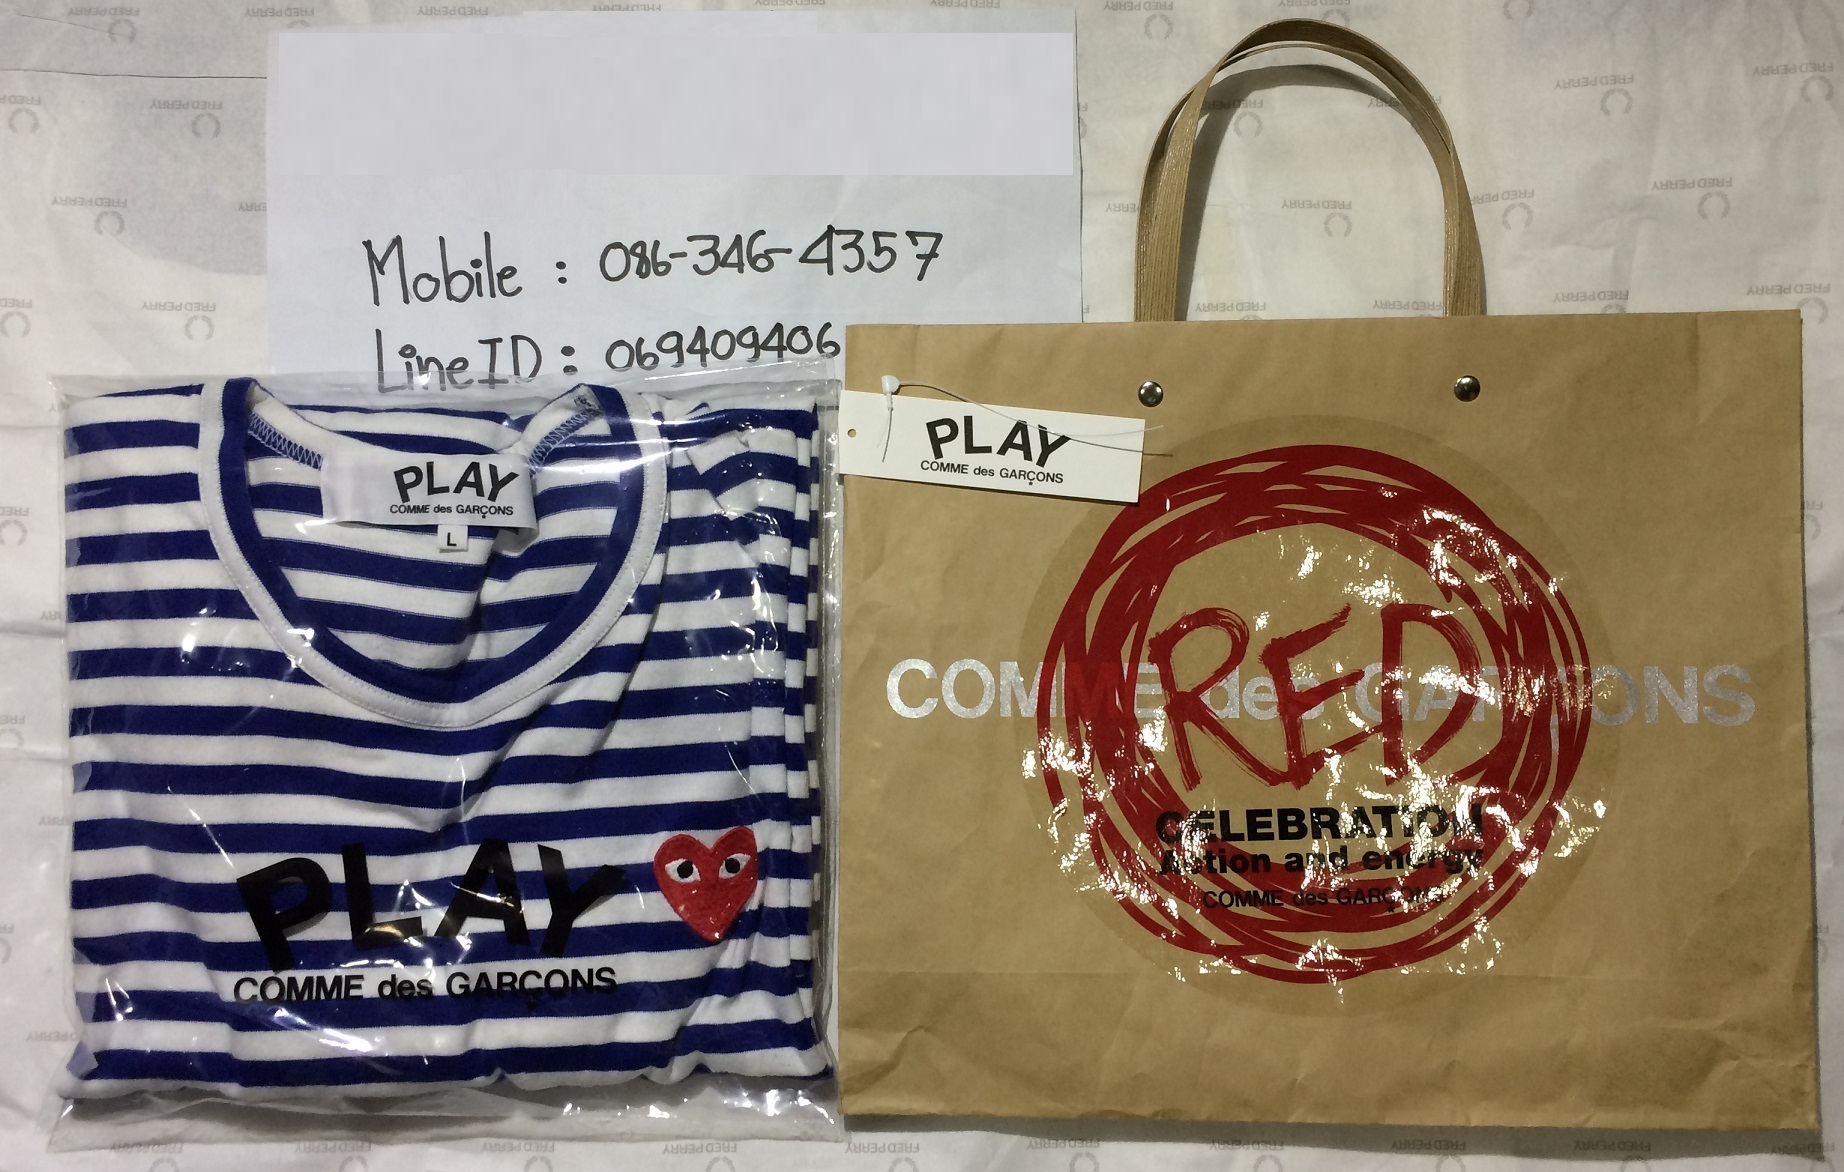 Mobile : 086-346-4357
Line ID : 069409406
PLAY
COMME des GARÇONS
L
PLAY
COMME des GARÇONS
PLAY
COMME des GARÇONS
COMME des GARÇONS
RED
CELEBRATION
Action and energy
COMME des GARÇONS
FRED PERRY